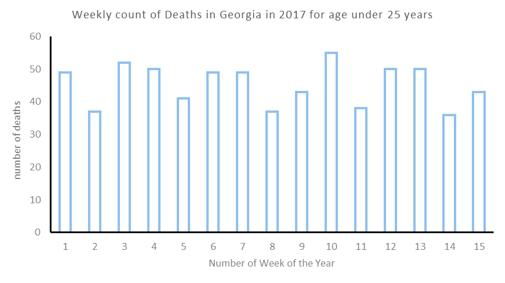 Weekly count of Deaths in Georgia in 2017 for age under 25 years
60
50
40
30
20
10
0
number of deaths
1 2 3 4 5 6 7 8 9 10 11 12 13 14 15
Number of Week of the Year